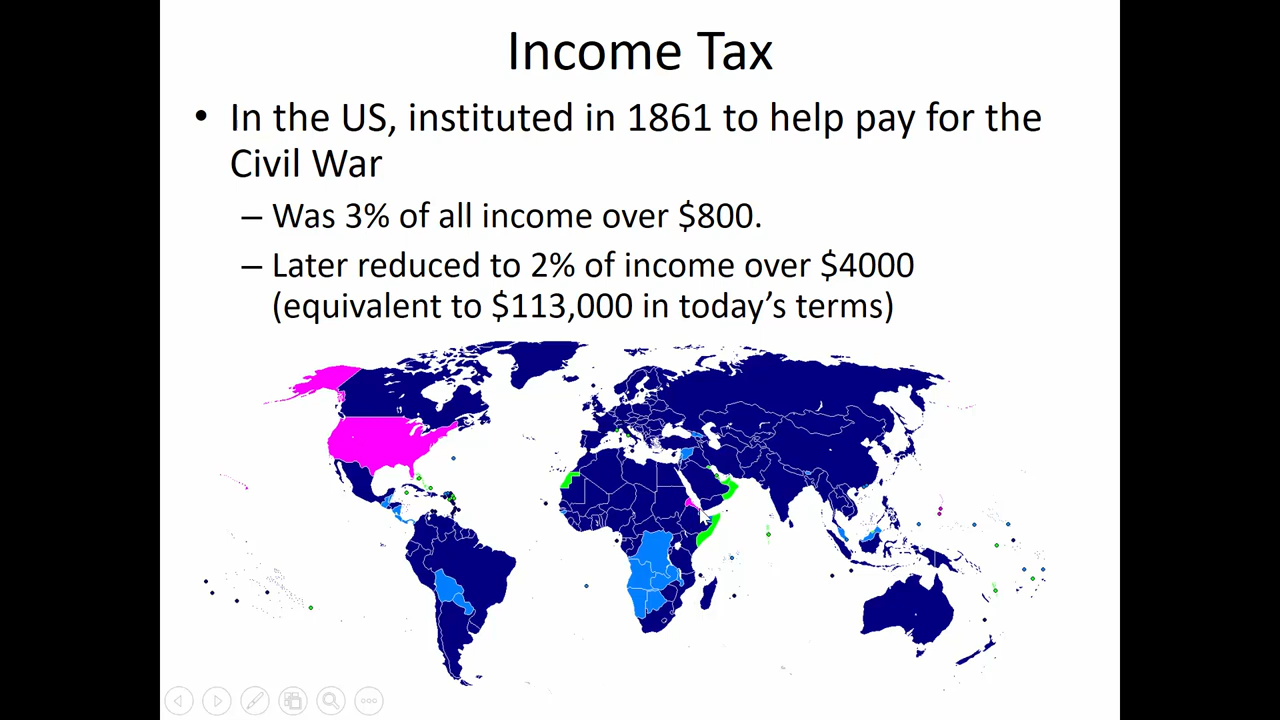 Income Tax
• In the US, instituted in 1861 to help pay for the
Civil War
– Was 3% of all income over $800.
– Later reduced to 2% of income over $4000
(equivalent to $113,000 in today’s terms)